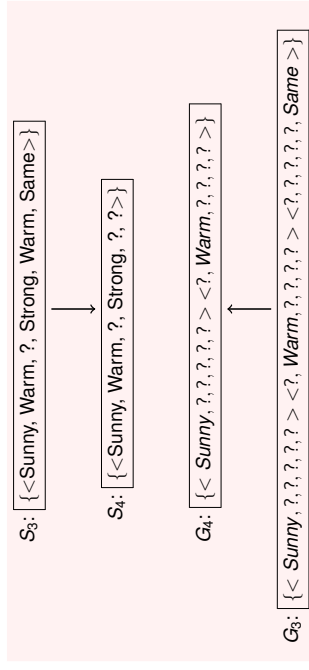 S₃: {<Sunny, Warm, ?, Strong, Warm, Same>}
S₄: {<Sunny, Warm, ?, Strong, ?, ?>}
G₄: {< Sunny, ?, ?, ?, ?, ? > <?, Warm, ?, ?, ?, ? >}
G₃: {< Sunny, ?, ?, ?, ?, ? > <?, Warm, ?, ?, ?, ? > <?, ?, ?, ?, ?, Same >}